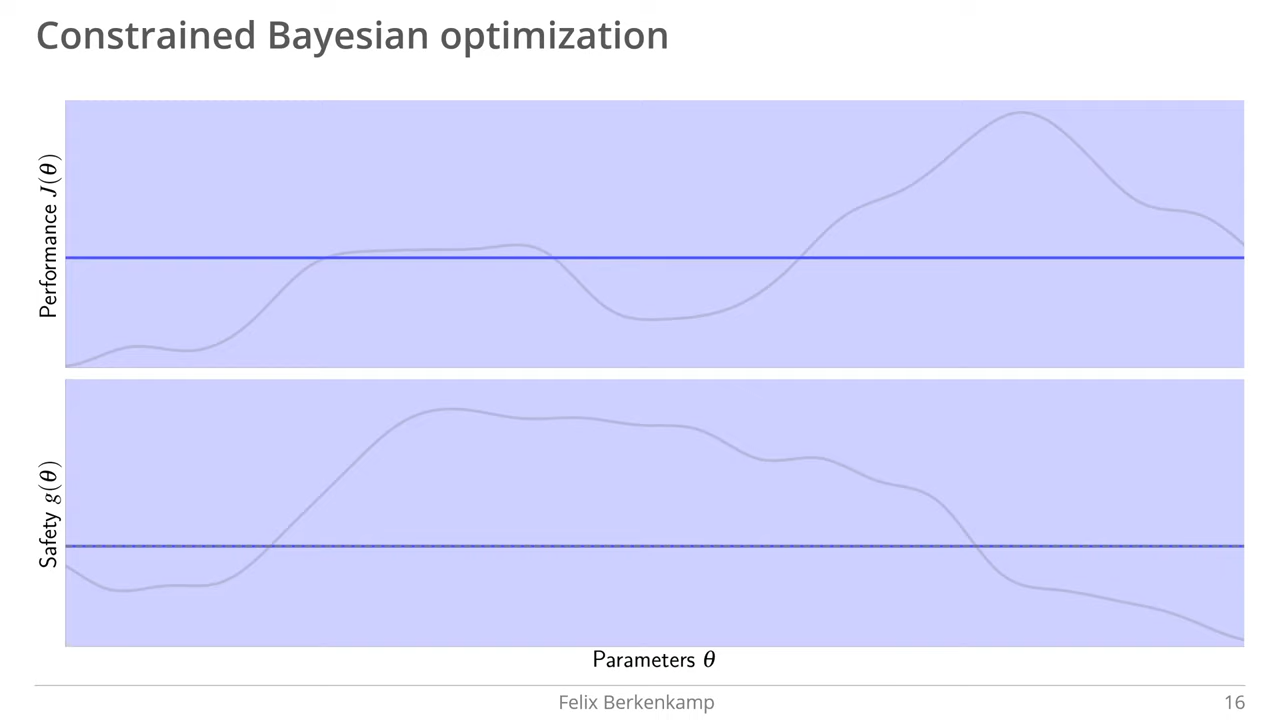 Constrained Bayesian optimization
Performance J(θ)
Safety g(θ)
Parameters θ
Felix Berkenkamp
16